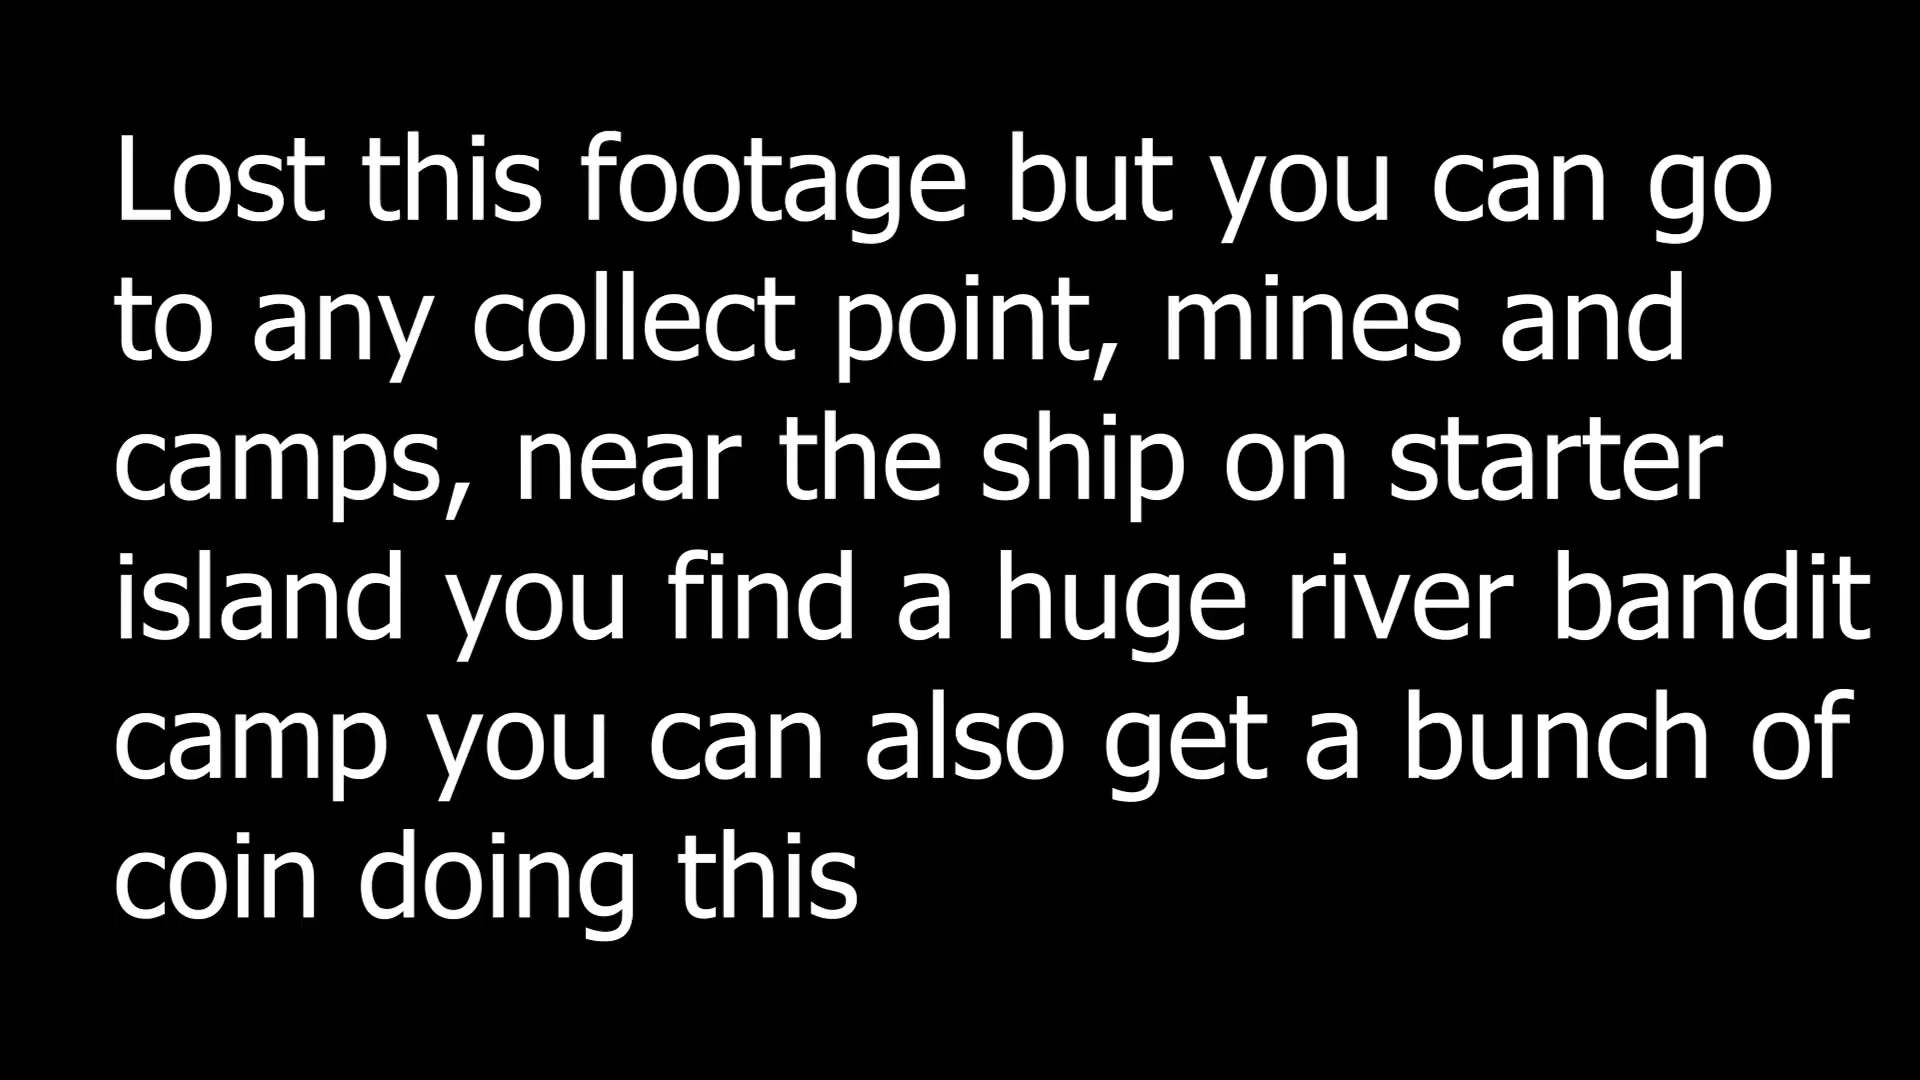 Lost this footage but you can go
to any collect point, mines and
camps, near the ship on starter
island you find a huge river bandit
camp you can also get a bunch of
coin doing this